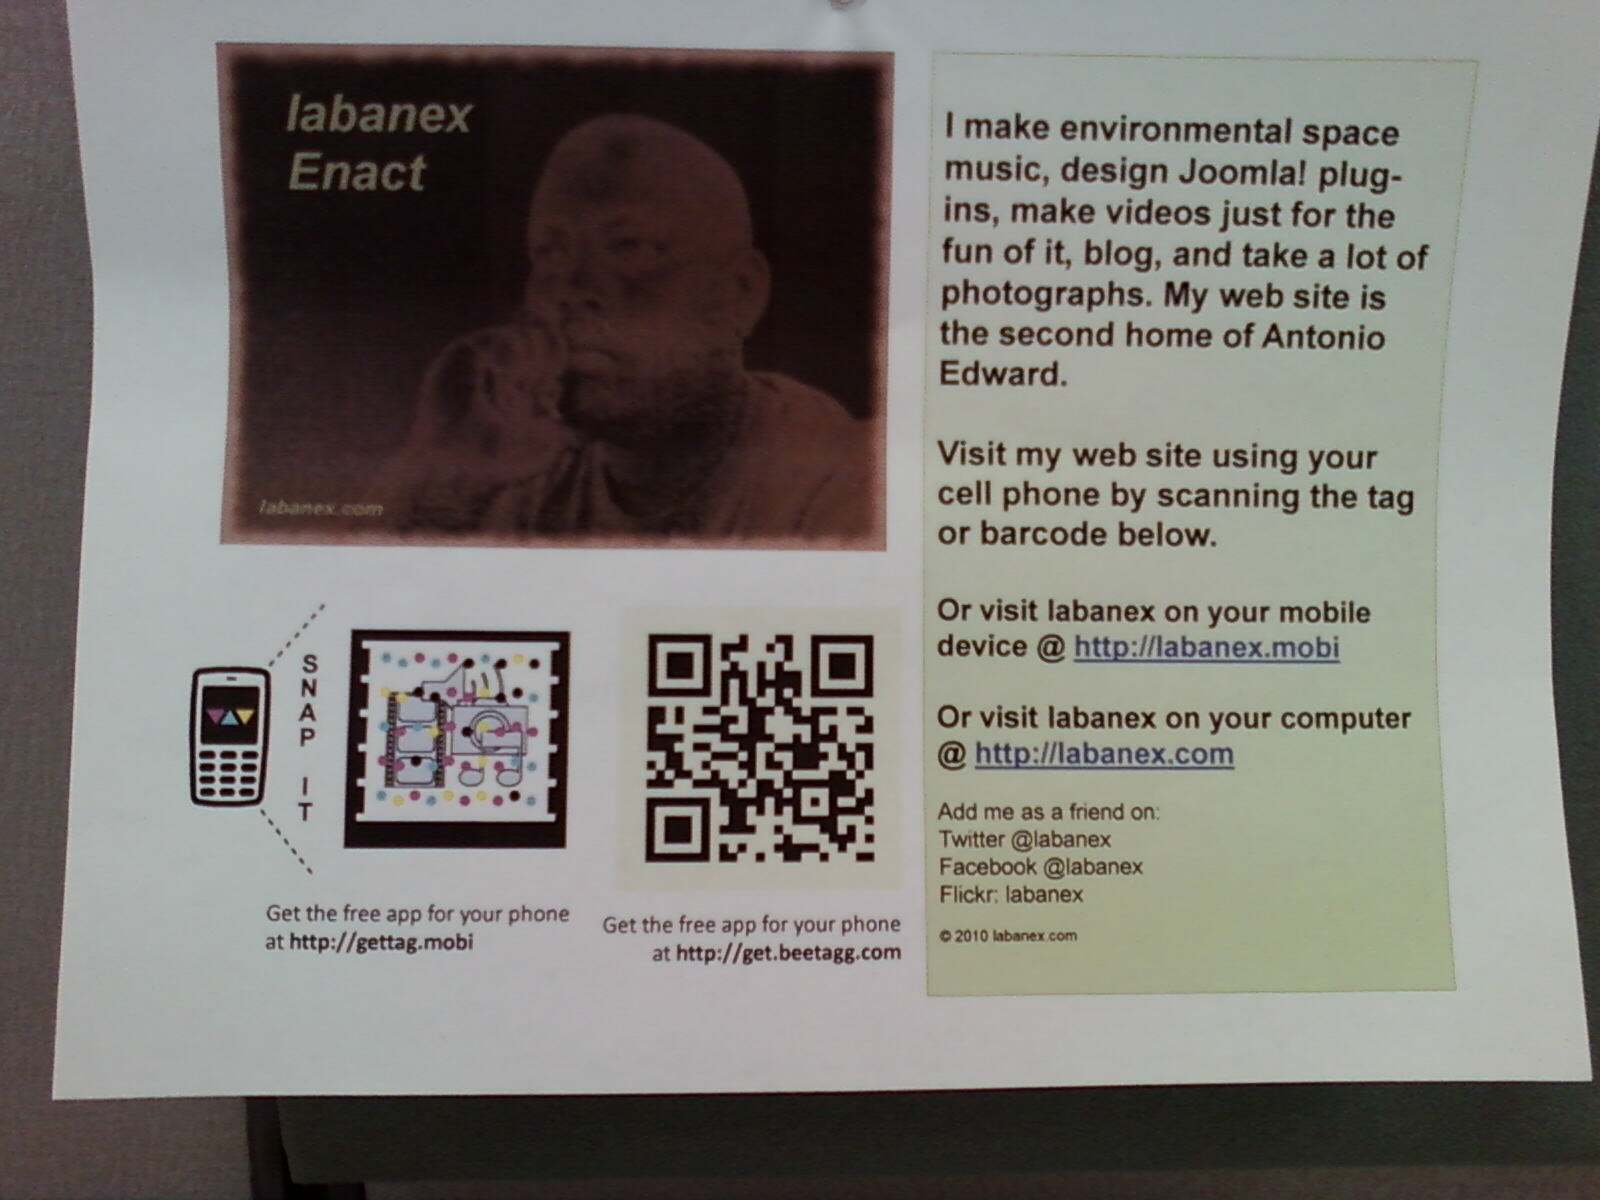 labanex
Enact
labanex.com
I make environmental space
music, design Joomla! plug-
ins, make videos just for the
fun of it, blog, and take a lot of
photographs. My web site is
the second home of Antonio
Edward.
Visit my web site using your
cell phone by scanning the tag
or barcode below.
Or visit labanex on your mobile
device @ http://labanex.mobi
Or visit labanex on your computer
@ http://labanex.com
Add me as a friend on:
Twitter @labanex
Facebook @labanex
Flickr: labanex
© 2010 labanex.com
SNAP IT
Get the free app for your phone
at http://gettag.mobi
Get the free app for your phone
at http://get.beetagg.com